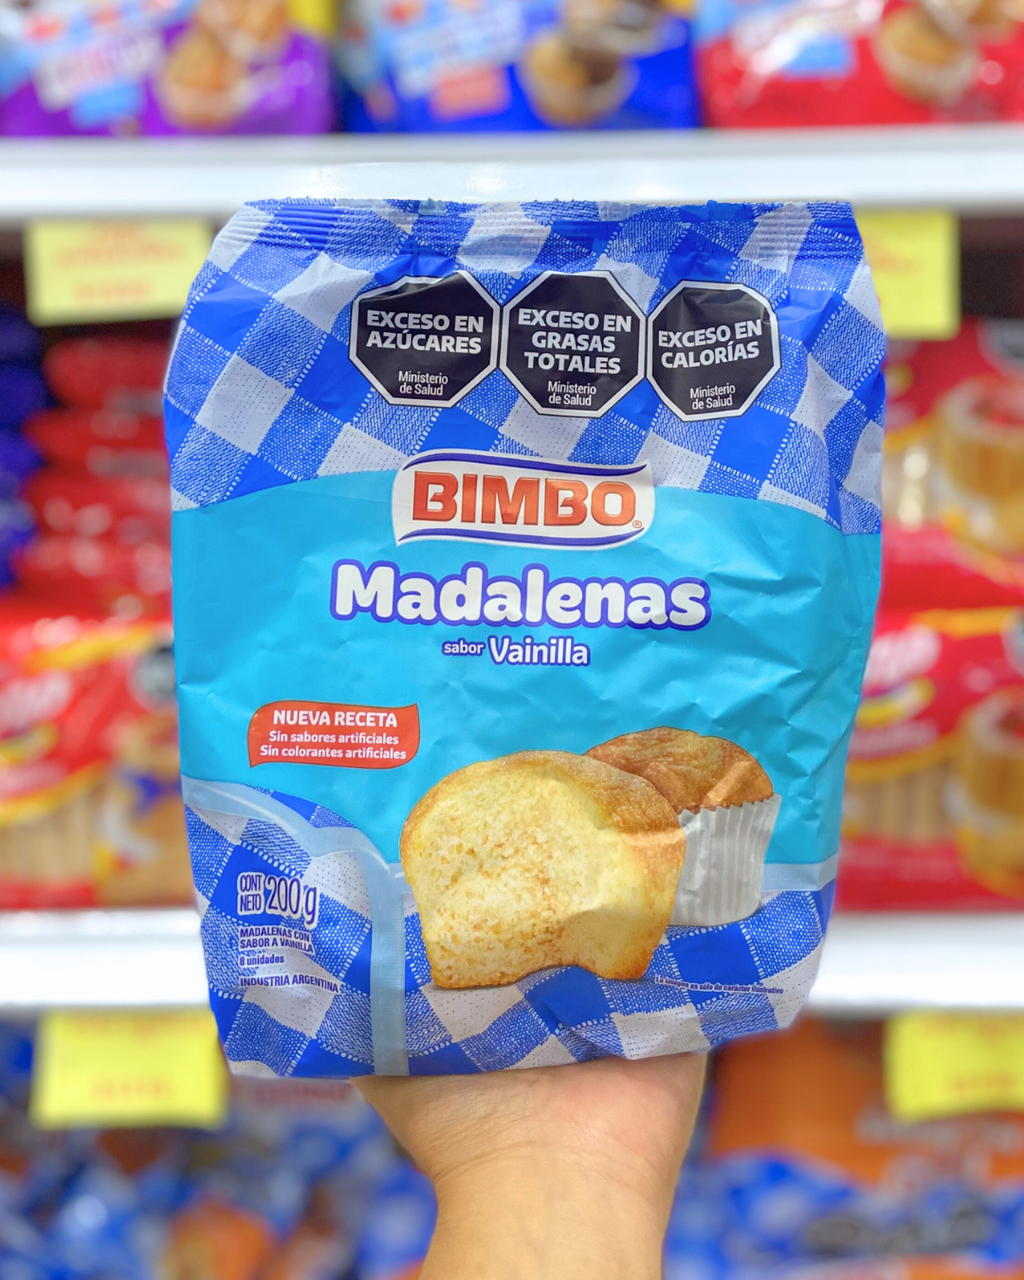 EXCESO EN
AZÚCARES
Ministerio
de Salud
EXCESO EN
GRASAS
TOTALES
Ministerio
de Salud
EXCESO EN
CALORÍAS
Ministerio
de Salud
BIMBO®
Madalenas
sabor Vainilla
NUEVA RECETA
Sin sabores artificiales
Sin colorantes artificiales
CONT
NETO 200 g
MADALENAS CON
SABOR A VAINILLA
8 unidades
INDUSTRIA ARGENTINA
La imagen es sólo de carácter ilustrativo